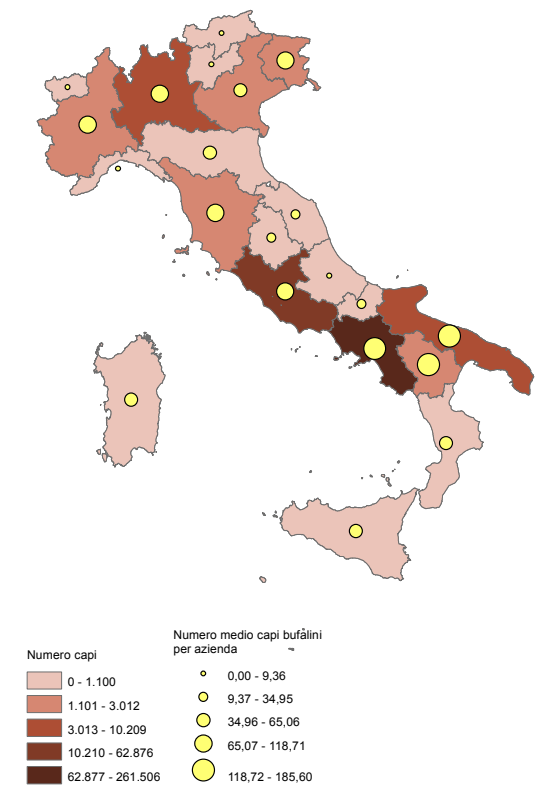 Numero capi
0 - 1.100
1.101 - 3.012
3.013 - 10.209
10.210 - 62.876
62.877 - 261.506
Numero medio capi bufalini
per azienda
0,00 - 9,36
9,37 - 34,95
34,96 - 65,06
65,07 - 118,71
118,72 - 185,60